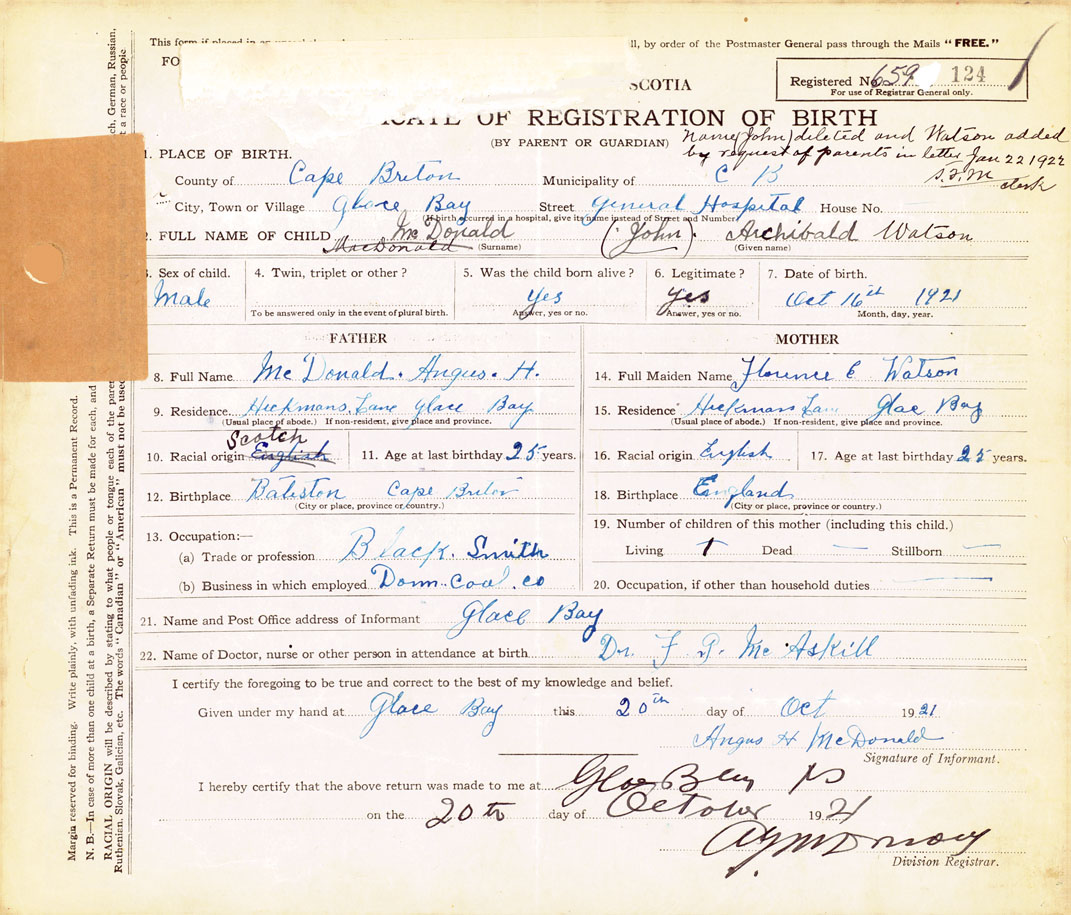 This form if placed in an ll, by order of the Postmaster General pass through the Mails "FREE."
FO
SCOTIA
Registered No. 659 124
For use of Registrar General only.
ICATE OF REGISTRATION OF BIRTH
(BY PARENT OR GUARDIAN)
Name (John) deleted and Watson added
by request of parents in letter Jan 22 1922
clerk
1. PLACE OF BIRTH.
County of Cape Breton Municipality of C B
City, Town or Village Glace Bay Street General Hospital House No.
(If birth occurred in a hospital, give its name instead of Street and Number)
2. FULL NAME OF CHILD MacDonald McDonald (John). Archibald Watson
(Surname) (Given name)
3. Sex of child. 4. Twin, triplet or other? 5. Was the child born alive? 6. Legitimate? 7. Date of birth.
Male yes yes Oct 16th 1921
To be answered only in the event of plural birth. Answer, yes or no. Answer, yes or no. Month, day, year.
FATHER
8. Full Name McDonald. Angus. H.
9. Residence Hickmans Lane Glace Bay
(Usual place of abode.) If non-resident, give place and province.
Scotch
10. Racial origin English 11. Age at last birthday 25 years.
12. Birthplace Cape Breton
(City or place, province or country.)
13. Occupation:—
(a) Trade or profession Black. Smith
(b) Business in which employed Dom. Coal. co
MOTHER
14. Full Maiden Name Florence E Watson
15. Residence Hickmans Lane Glace Bay
(Usual place of abode.) If non-resident, give place and province.
16. Racial origin English 17. Age at last birthday 25 years.
18. Birthplace England
(City or place, province or country.)
19. Number of children of this mother (including this child.)
Living 1 Dead — Stillborn —
20. Occupation, if other than household duties —
21. Name and Post Office address of Informant Glace Bay
22. Name of Doctor, nurse or other person in attendance at birth Dr. McAskill
I certify the foregoing to be true and correct to the best of my knowledge and belief.
Given under my hand at Glace Bay this 20th day of Oct 1921
Angus H McDonald
Signature of Informant.
I hereby certify that the above return was made to me at Glace Bay NS
on the 20th day of October 1921
Division Registrar.
Margin reserved for binding. Write plainly, with unfading ink. This is a Permanent Record.
N. B.—In case of more than one child at a birth, a Separate Return must be made for each, and
RACIAL ORIGIN will be described by stating to what people or tongue each of the paren ch, German, Russian,
Ruthenian, Slovak, Galician, etc. The words "Canadian" or "American" must not be used t a race or people